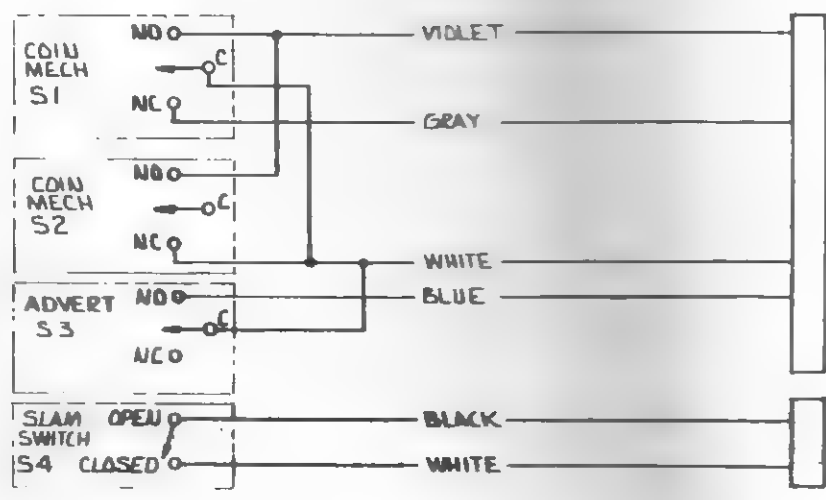 NO
VIOLET
COIN
MECH
S1
C
NC
GRAY
COIN
MECH
S2
NO
C
NC
WHITE
ADVERT
S3
NO
BLUE
C
NC
SLAM
SWITCH
S4
OPEN
BLACK
CLOSED
WHITE